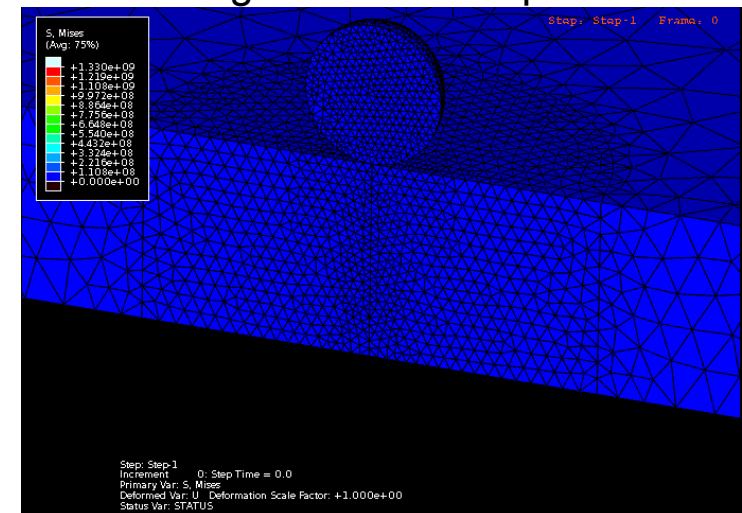 Step: Step-1 Frame: 0
S, Mises
(Avg: 75%)
+1.330e+09
+1.219e+09
+1.108e+09
+9.972e+08
+8.864e+08
+7.756e+08
+6.648e+08
+5.540e+08
+4.432e+08
+3.324e+08
+2.216e+08
+1.108e+08
+0.000e+00
Step: Step-1
Increment 0: Step Time = 0.0
Primary Var: S, Mises
Deformed Var: U Deformation Scale Factor: +1.000e+00
Status Var: STATUS